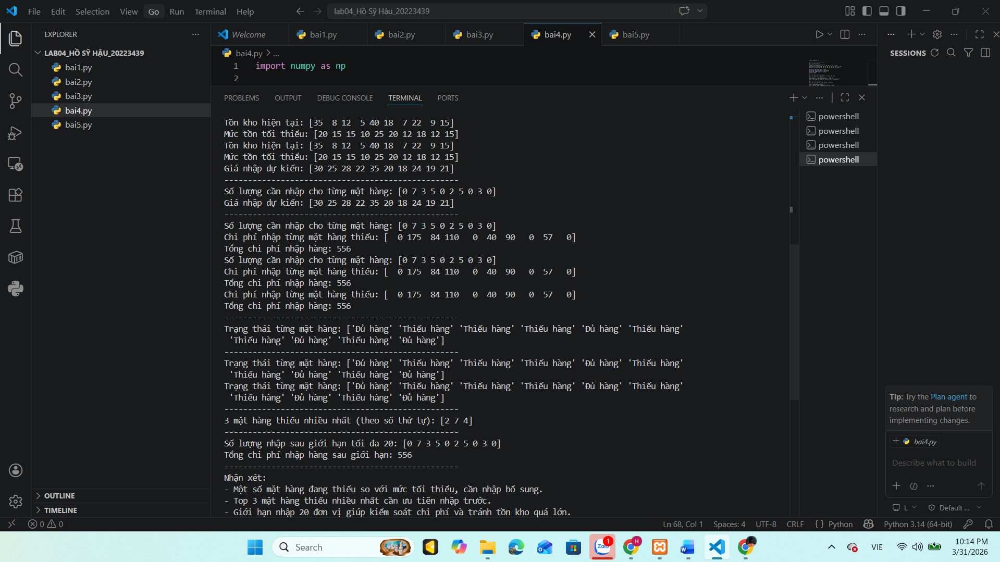 File Edit Selection View Go Run Terminal Help
lab04_Hồ Sỹ Hậu_20223439
EXPLORER
LAB04_HỒ SỸ HẬU_20223439
bai1.py
bai2.py
bai3.py
bai4.py
bai5.py
OUTLINE
TIMELINE
Welcome bai1.py bai2.py bai3.py bai4.py bai5.py
bai4.py > ...
1 import numpy as np
2
PROBLEMS OUTPUT DEBUG CONSOLE TERMINAL PORTS
Tồn kho hiện tại: [35  8 12  5 40 18  7 22  9 15]
Mức tồn tối thiểu: [20 15 15 10 25 20 12 18 12 15]
Tồn kho hiện tại: [35  8 12  5 40 18  7 22  9 15]
Mức tồn tối thiểu: [20 15 15 10 25 20 12 18 12 15]
Giá nhập dự kiến: [30 25 28 22 35 20 18 24 19 21]
--------------------------------------------------
Số lượng cần nhập cho từng mặt hàng: [0 7 3 5 0 2 5 0 3 0]
Giá nhập dự kiến: [30 25 28 22 35 20 18 24 19 21]
--------------------------------------------------
Số lượng cần nhập cho từng mặt hàng: [0 7 3 5 0 2 5 0 3 0]
Chi phí nhập từng mặt hàng thiếu: [  0 175  84 110   0  40  90   0  57   0]
Tổng chi phí nhập hàng: 556
Số lượng cần nhập cho từng mặt hàng: [0 7 3 5 0 2 5 0 3 0]
Chi phí nhập từng mặt hàng thiếu: [  0 175  84 110   0  40  90   0  57   0]
Tổng chi phí nhập hàng: 556
Chi phí nhập từng mặt hàng thiếu: [  0 175  84 110   0  40  90   0  57   0]
Tổng chi phí nhập hàng: 556
--------------------------------------------------
Trạng thái từng mặt hàng: ['Đủ hàng' 'Thiếu hàng' 'Thiếu hàng' 'Thiếu hàng' 'Đủ hàng' 'Thiếu hàng'
 'Thiếu hàng' 'Đủ hàng' 'Thiếu hàng' 'Đủ hàng']
--------------------------------------------------
Trạng thái từng mặt hàng: ['Đủ hàng' 'Thiếu hàng' 'Thiếu hàng' 'Thiếu hàng' 'Đủ hàng' 'Thiếu hàng'
 'Thiếu hàng' 'Đủ hàng' 'Thiếu hàng' 'Đủ hàng']
Trạng thái từng mặt hàng: ['Đủ hàng' 'Thiếu hàng' 'Thiếu hàng' 'Thiếu hàng' 'Đủ hàng' 'Thiếu hàng'
 'Thiếu hàng' 'Đủ hàng' 'Thiếu hàng' 'Đủ hàng']
--------------------------------------------------
3 mặt hàng thiếu nhiều nhất (theo số thứ tự): [2 7 4]
--------------------------------------------------
Số lượng nhập sau giới hạn tối đa 20: [0 7 3 5 0 2 5 0 3 0]
Tổng chi phí nhập hàng sau giới hạn: 556
--------------------------------------------------
Nhận xét:
- Một số mặt hàng đang thiếu so với mức tối thiểu, cần nhập bổ sung.
- Top 3 mặt hàng thiếu nhiều nhất cần ưu tiên nhập trước.
- Giới hạn nhập 20 đơn vị giúp kiểm soát chi phí và tránh tồn kho quá lớn.
powershell
powershell
powershell
powershell
SESSIONS
Tip: Try the Plan agent to
research and plan before
implementing changes.
bai4.py
Describe what to build
L Default ...
0 0 Ln 68, Col 1 Spaces: 4 UTF-8 CRLF { } Python Python 3.14 (64-bit)
Search
Zalo 1
H
VIE
10:14 PM
3/31/2026